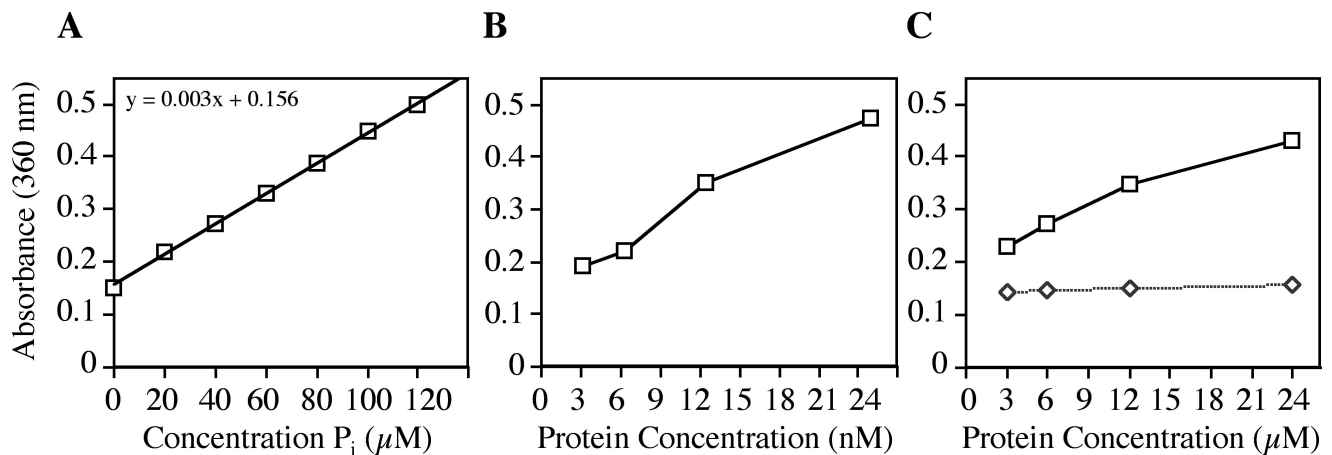 A
B
C
Absorbance (360 nm)
y = 0.003x + 0.156
0.5
0.4
0.3
0.2
0.1
0
0 20 40 60 80 100 120
Concentration Pi (µM)
0.5
0.4
0.3
0.2
0.1
0
0 3 6 9 12 15 18 21 24
Protein Concentration (nM)
0.5
0.4
0.3
0.2
0.1
0
0 3 6 9 12 15 18 21 24
Protein Concentration (µM)